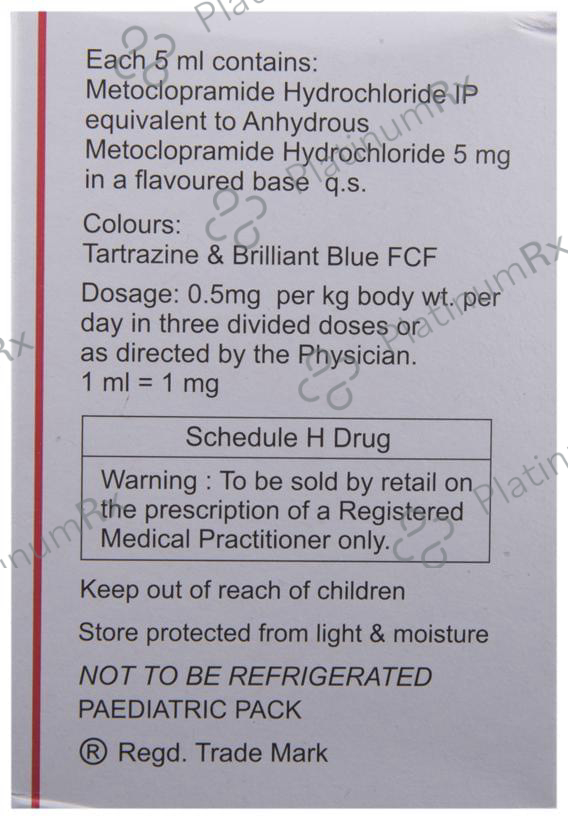 Each 5 ml contains:
Metoclopramide Hydrochloride IP
equivalent to Anhydrous
Metoclopramide Hydrochloride 5 mg
in a flavoured base q.s.
Colours:
Tartrazine & Brilliant Blue FCF
Dosage: 0.5mg per kg body wt. per
day in three divided doses or
as directed by the Physician.
1 ml = 1 mg
Schedule H Drug
Warning : To be sold by retail on
the prescription of a Registered
Medical Practitioner only.
Keep out of reach of children
Store protected from light & moisture
NOT TO BE REFRIGERATED
PAEDIATRIC PACK
® Regd. Trade Mark
PlatinumRx
PlatinumRx